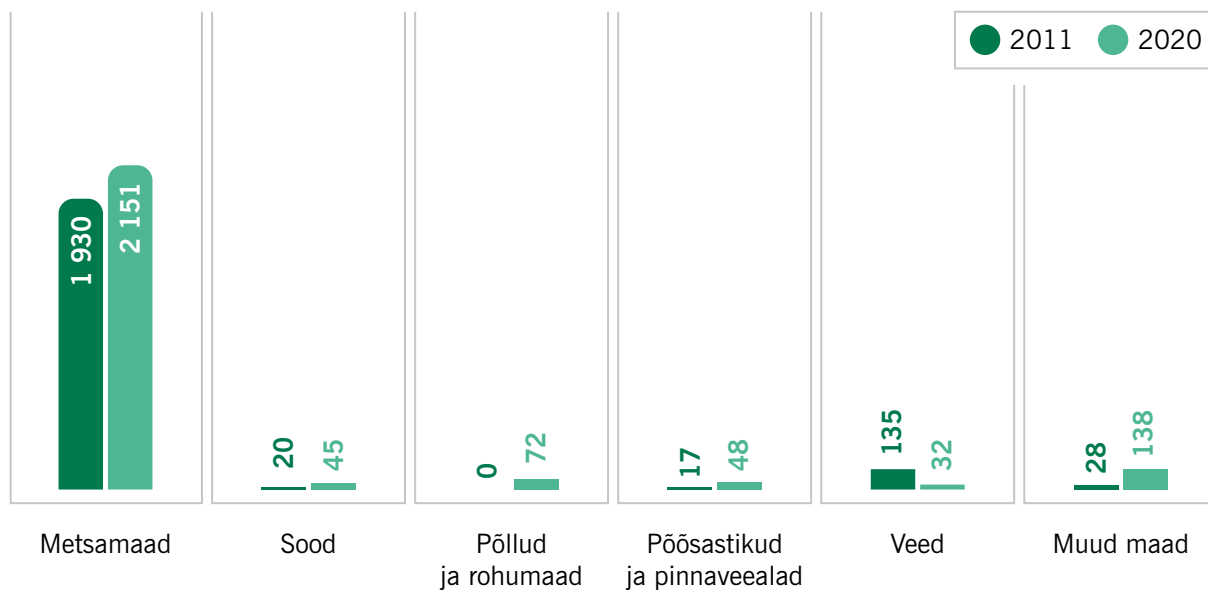 2011
2020
1 930
2 151
20
45
0
72
17
48
135
32
28
138
Metsamaad
Sood
Põllud
ja rohumaad
Põõsastikud
ja pinnaveealad
Veed
Muud maad